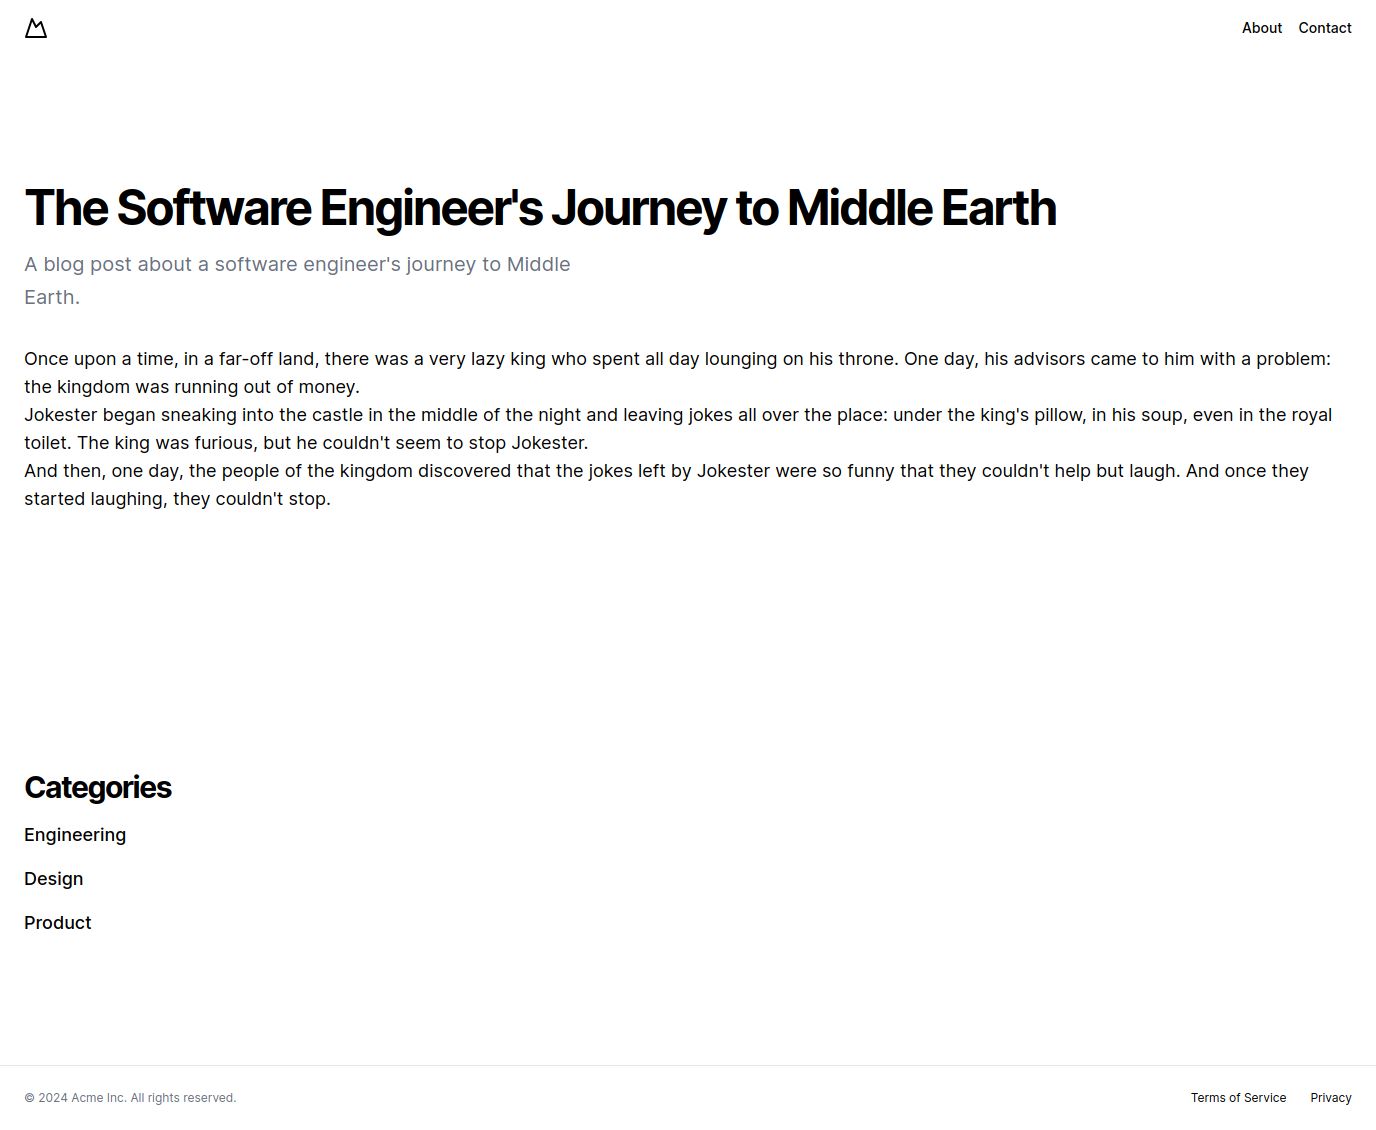 About Contact
The Software Engineer's Journey to Middle Earth
A blog post about a software engineer's journey to Middle
Earth.
Once upon a time, in a far-off land, there was a very lazy king who spent all day lounging on his throne. One day, his advisors came to him with a problem:
the kingdom was running out of money.
Jokester began sneaking into the castle in the middle of the night and leaving jokes all over the place: under the king's pillow, in his soup, even in the royal
toilet. The king was furious, but he couldn't seem to stop Jokester.
And then, one day, the people of the kingdom discovered that the jokes left by Jokester were so funny that they couldn't help but laugh. And once they
started laughing, they couldn't stop.
Categories
Engineering
Design
Product
© 2024 Acme Inc. All rights reserved.
Terms of Service Privacy